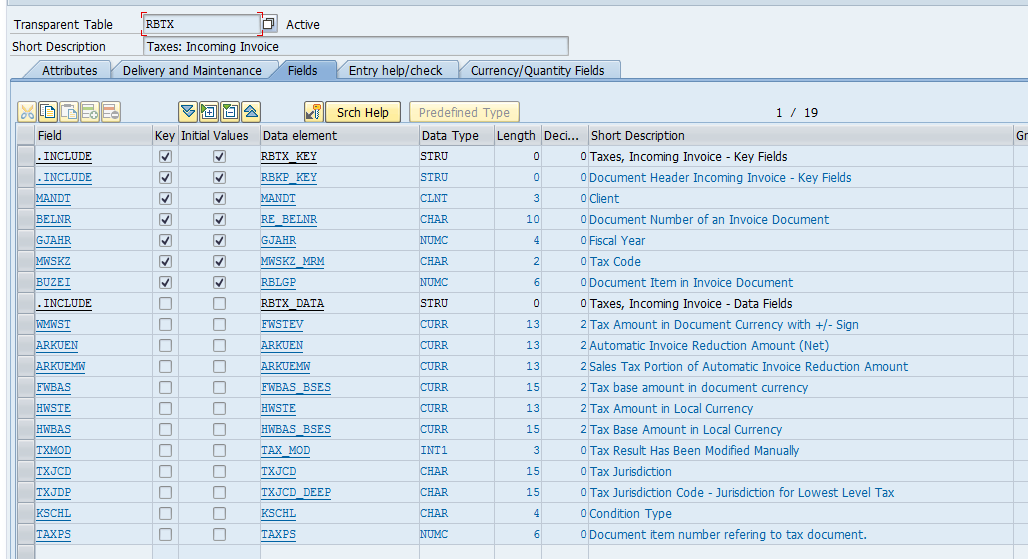 Transparent Table RBTX Active
Short Description Taxes: Incoming Invoice
Attributes Delivery and Maintenance Fields Entry help/check Currency/Quantity Fields
Srch Help Predefined Type 1 / 19
Field Key Initial Values Data element Data Type Length Deci... Short Description Gr
.INCLUDE RBTX_KEY STRU 0 0 Taxes, Incoming Invoice - Key Fields
.INCLUDE RBKP_KEY STRU 0 0 Document Header Incoming Invoice - Key Fields
MANDT MANDT CLNT 3 0 Client
BELNR RE_BELNR CHAR 10 0 Document Number of an Invoice Document
GJAHR GJAHR NUMC 4 0 Fiscal Year
MWSKZ MWSKZ_MRM CHAR 2 0 Tax Code
BUZEI RBLGP NUMC 6 0 Document Item in Invoice Document
.INCLUDE RBTX_DATA STRU 0 0 Taxes, Incoming Invoice - Data Fields
WMWST FWSTEV CURR 13 2 Tax Amount in Document Currency with +/- Sign
ARKUEN ARKUEN CURR 13 2 Automatic Invoice Reduction Amount (Net)
ARKUEMW ARKUEMW CURR 13 2 Sales Tax Portion of Automatic Invoice Reduction Amount
FWBAS FWBAS_BSES CURR 15 2 Tax base amount in document currency
HWSTE HWSTE CURR 13 2 Tax Amount in Local Currency
HWBAS HWBAS_BSES CURR 15 2 Tax Base Amount in Local Currency
TXMOD TAX_MOD INT1 3 0 Tax Result Has Been Modified Manually
TXJCD TXJCD CHAR 15 0 Tax Jurisdiction
TXJDP TXJCD_DEEP CHAR 15 0 Tax Jurisdiction Code - Jurisdiction for Lowest Level Tax
KSCHL KSCHL CHAR 4 0 Condition Type
TAXPS TAXPS NUMC 6 0 Document item number refering to tax document.